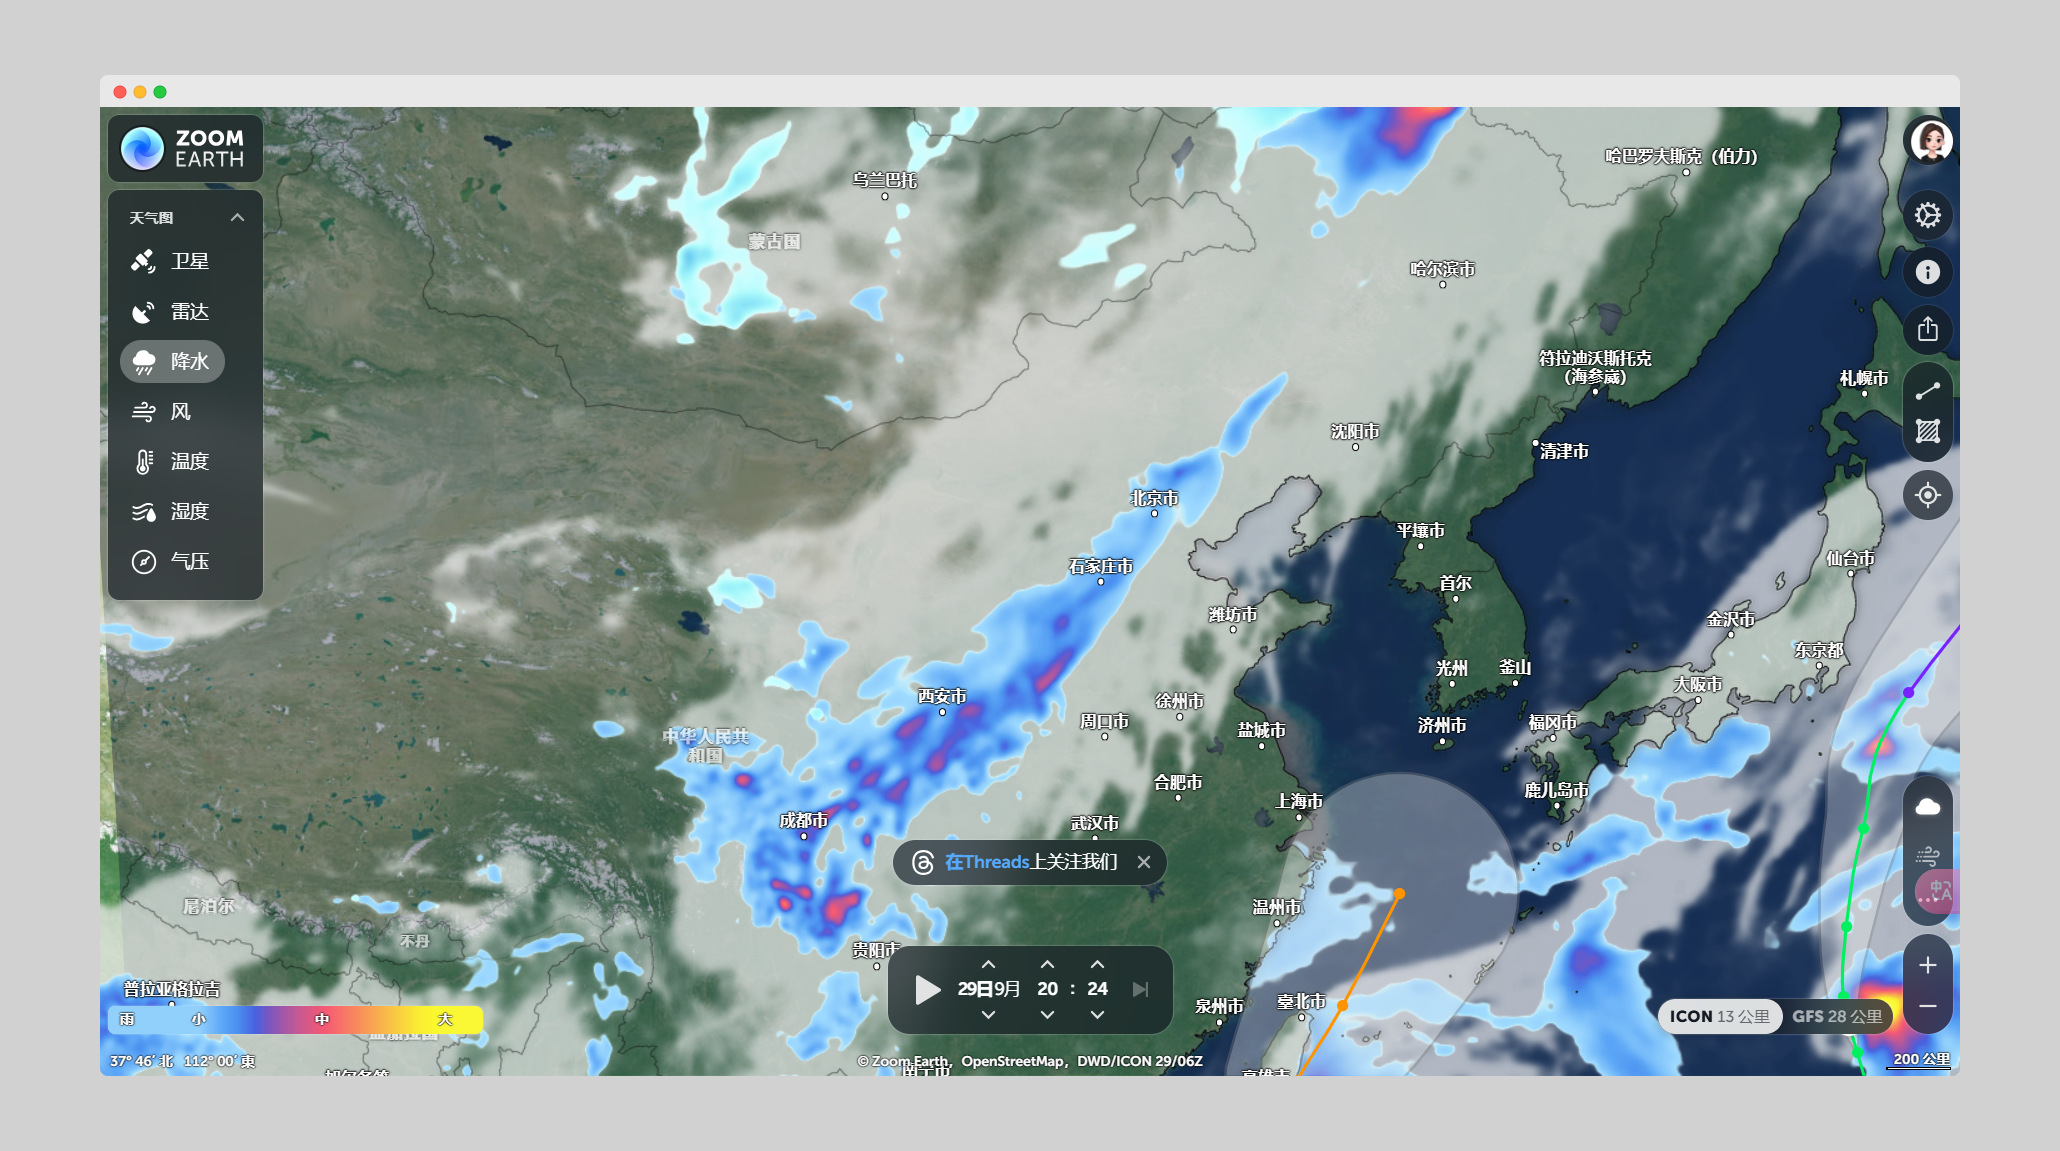 ZOOM
EARTH
天气图
卫星
雷达
降水
风
温度
湿度
气压
乌兰巴托
蒙古国
哈巴罗夫斯克（伯力）
哈尔滨市
符拉迪沃斯托克
（海参崴）
札幌市
沈阳市
清津市
北京市
平壤市
石家庄市
首尔
仙台市
潍坊市
金沢市
东京都
光州
釜山
大阪市
西安市
徐州市
周口市
盐城市
济州市
福冈市
中华人民共
和国
合肥市
鹿儿岛市
上海市
成都市
武汉市
在Threads上关注我们
温州市
尼泊尔
不丹
贵阳市
普拉亚格拉吉
29日9月 20 : 24
泉州市
臺北市
ICON 13 公里 GFS 28 公里
雨 小 中 大
37° 46′ 北 112° 00′ 東
© Zoom Earth, OpenStreetMap, DWD/ICON 29/06Z
200 公里